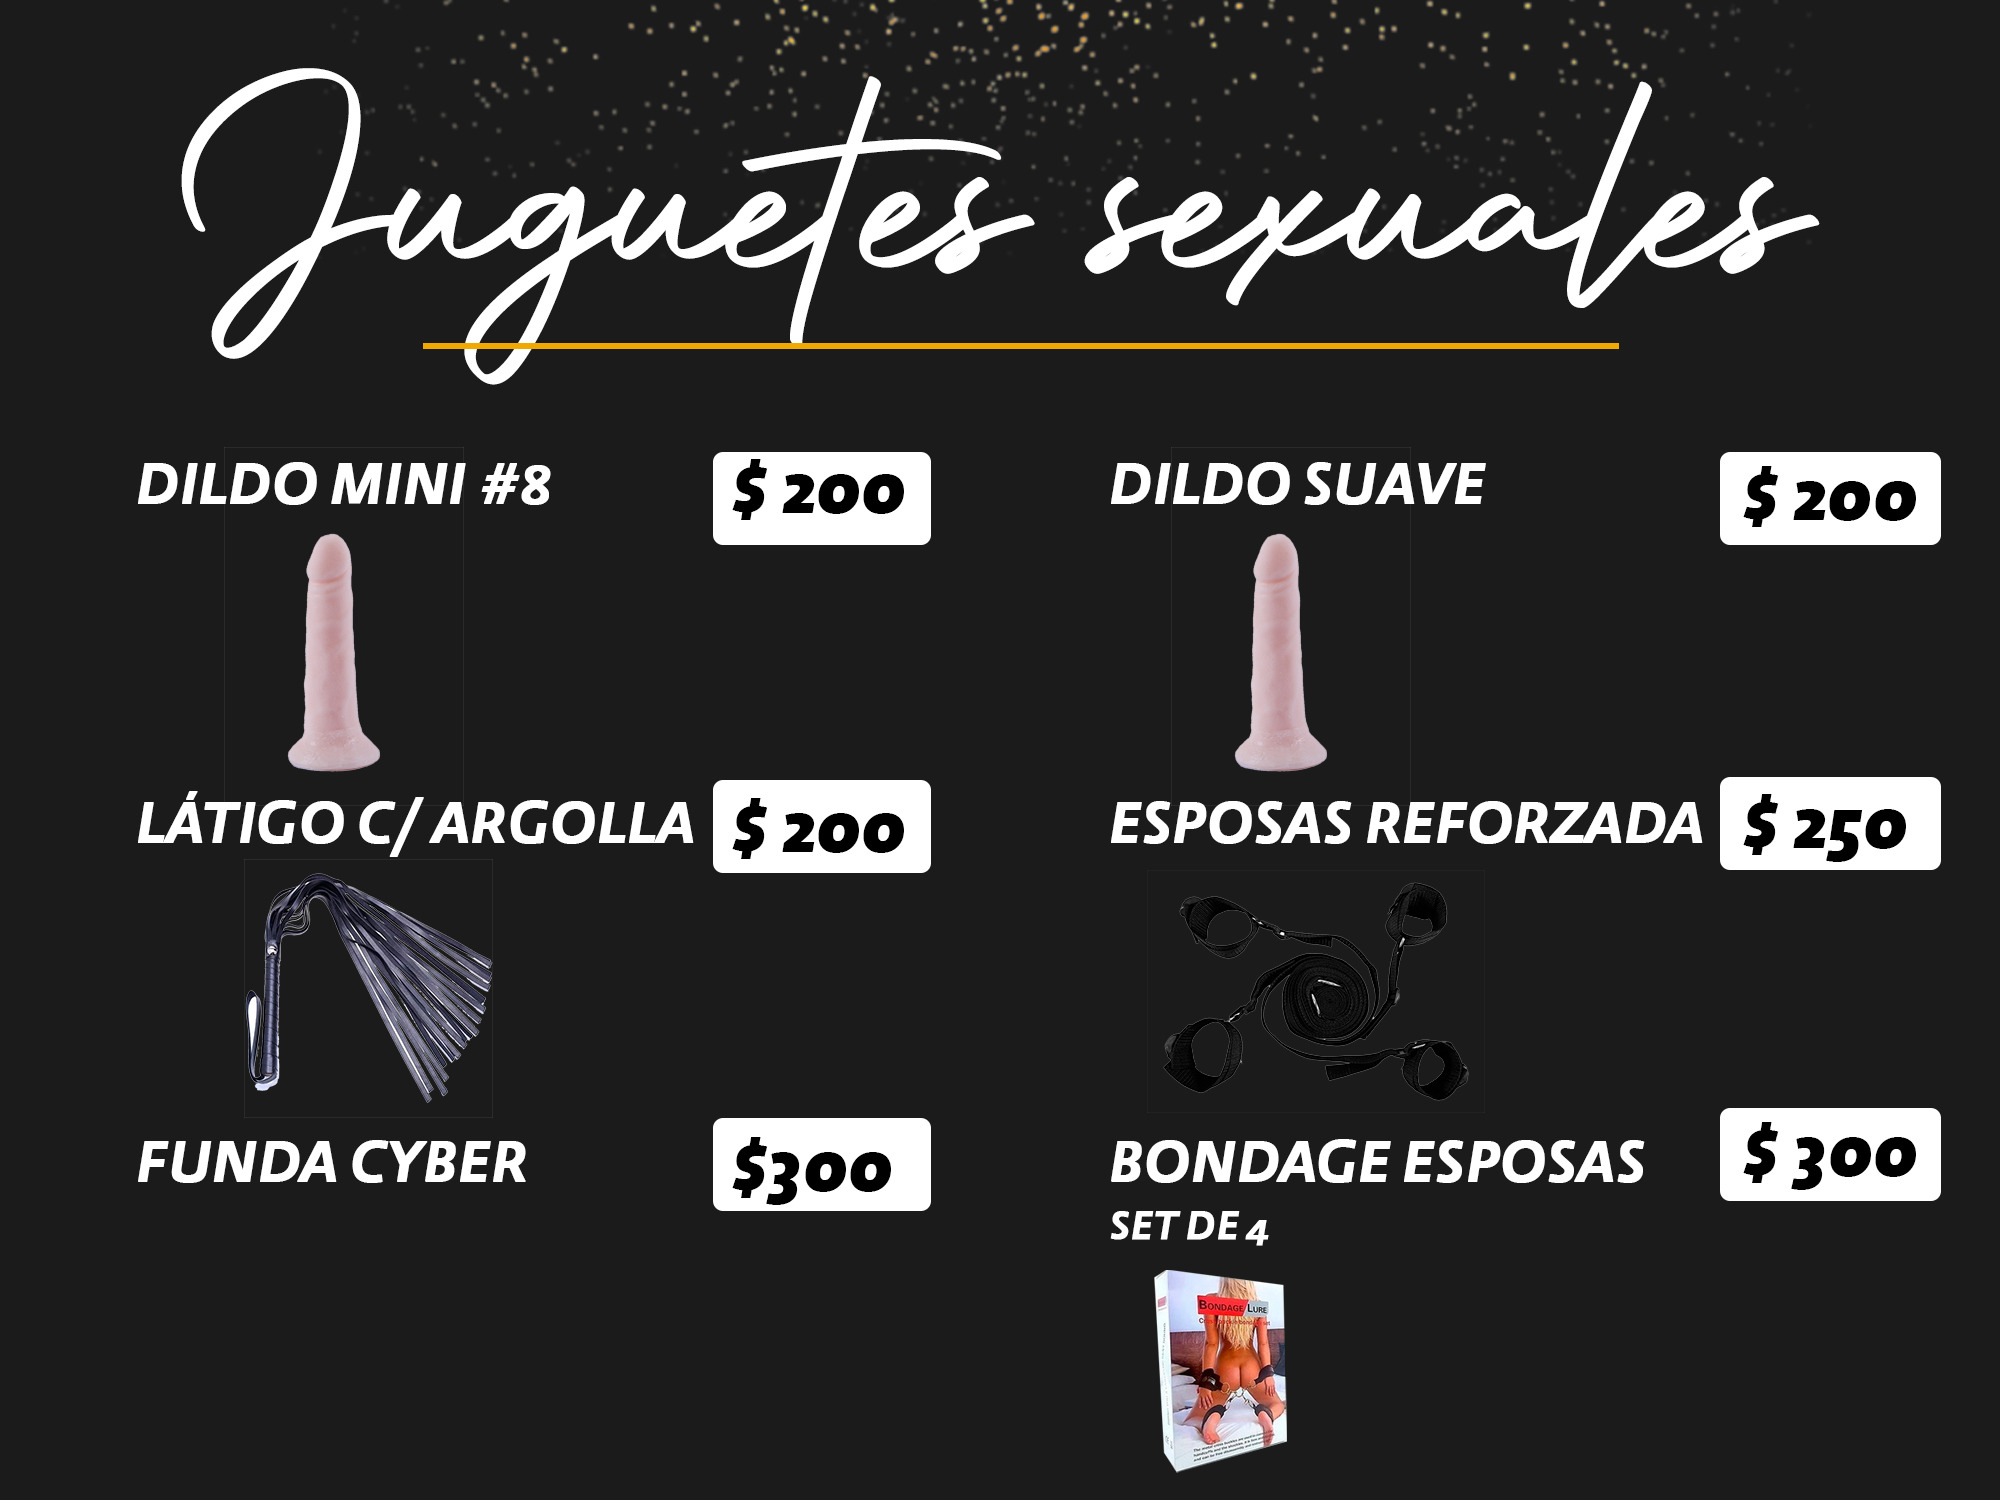 Juguetes sexuales
DILDO MINI #8
$ 200
DILDO SUAVE
$ 200
LÁTIGO C/ ARGOLLA
$ 200
ESPOSAS REFORZADA
$ 250
FUNDA CYBER
$300
BONDAGE ESPOSAS
$ 300
SET DE 4
BONDAGE LURE